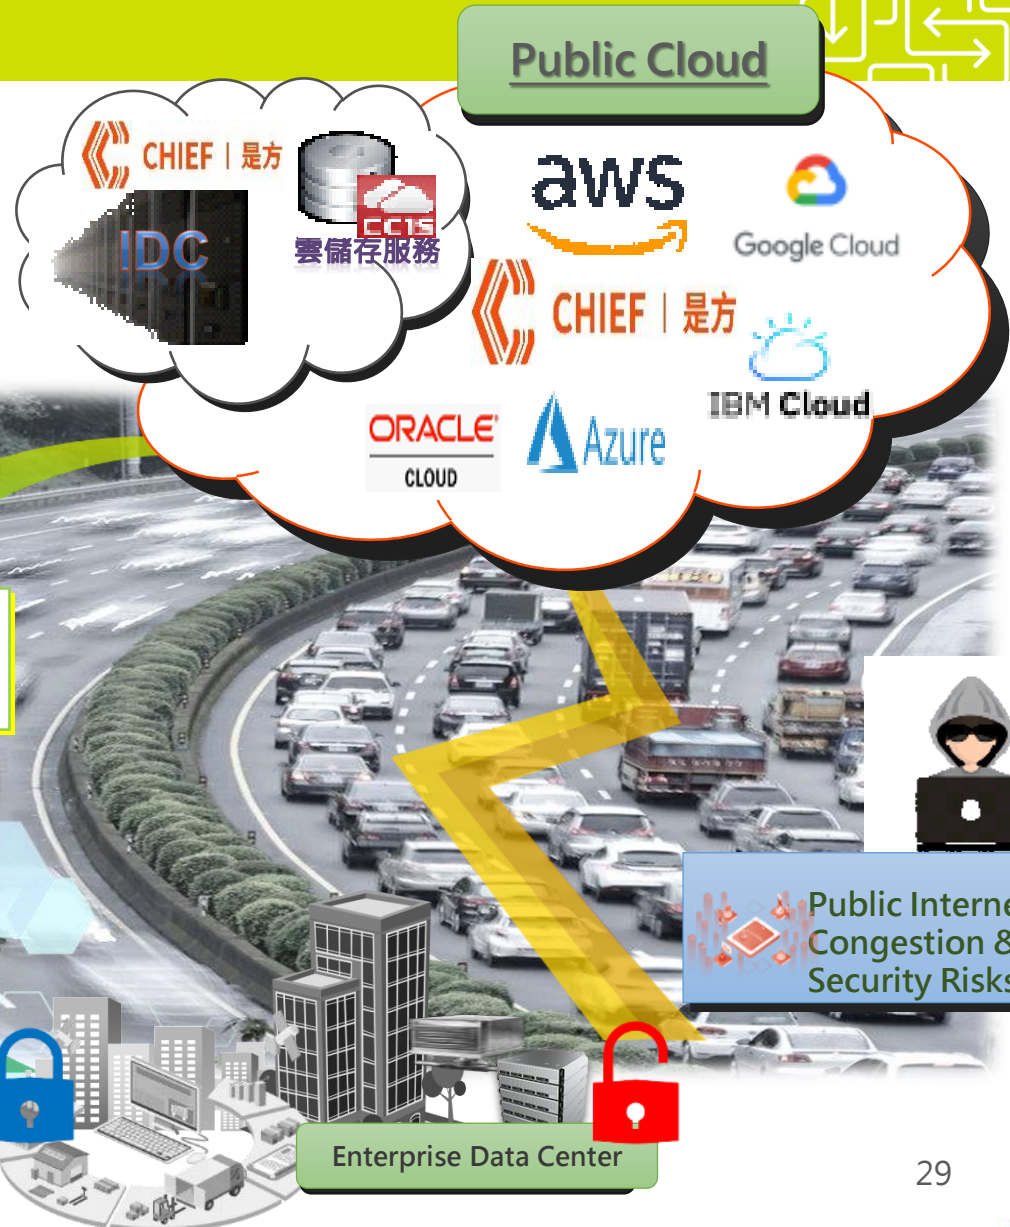 Public Cloud
CHIEF | 是方
IDC
CC1S
雲儲存服務
aws
Google Cloud
CHIEF | 是方
IBM Cloud
ORACLE
CLOUD
Azure
Public Interne
Congestion &
Security Risks
Enterprise Data Center
29